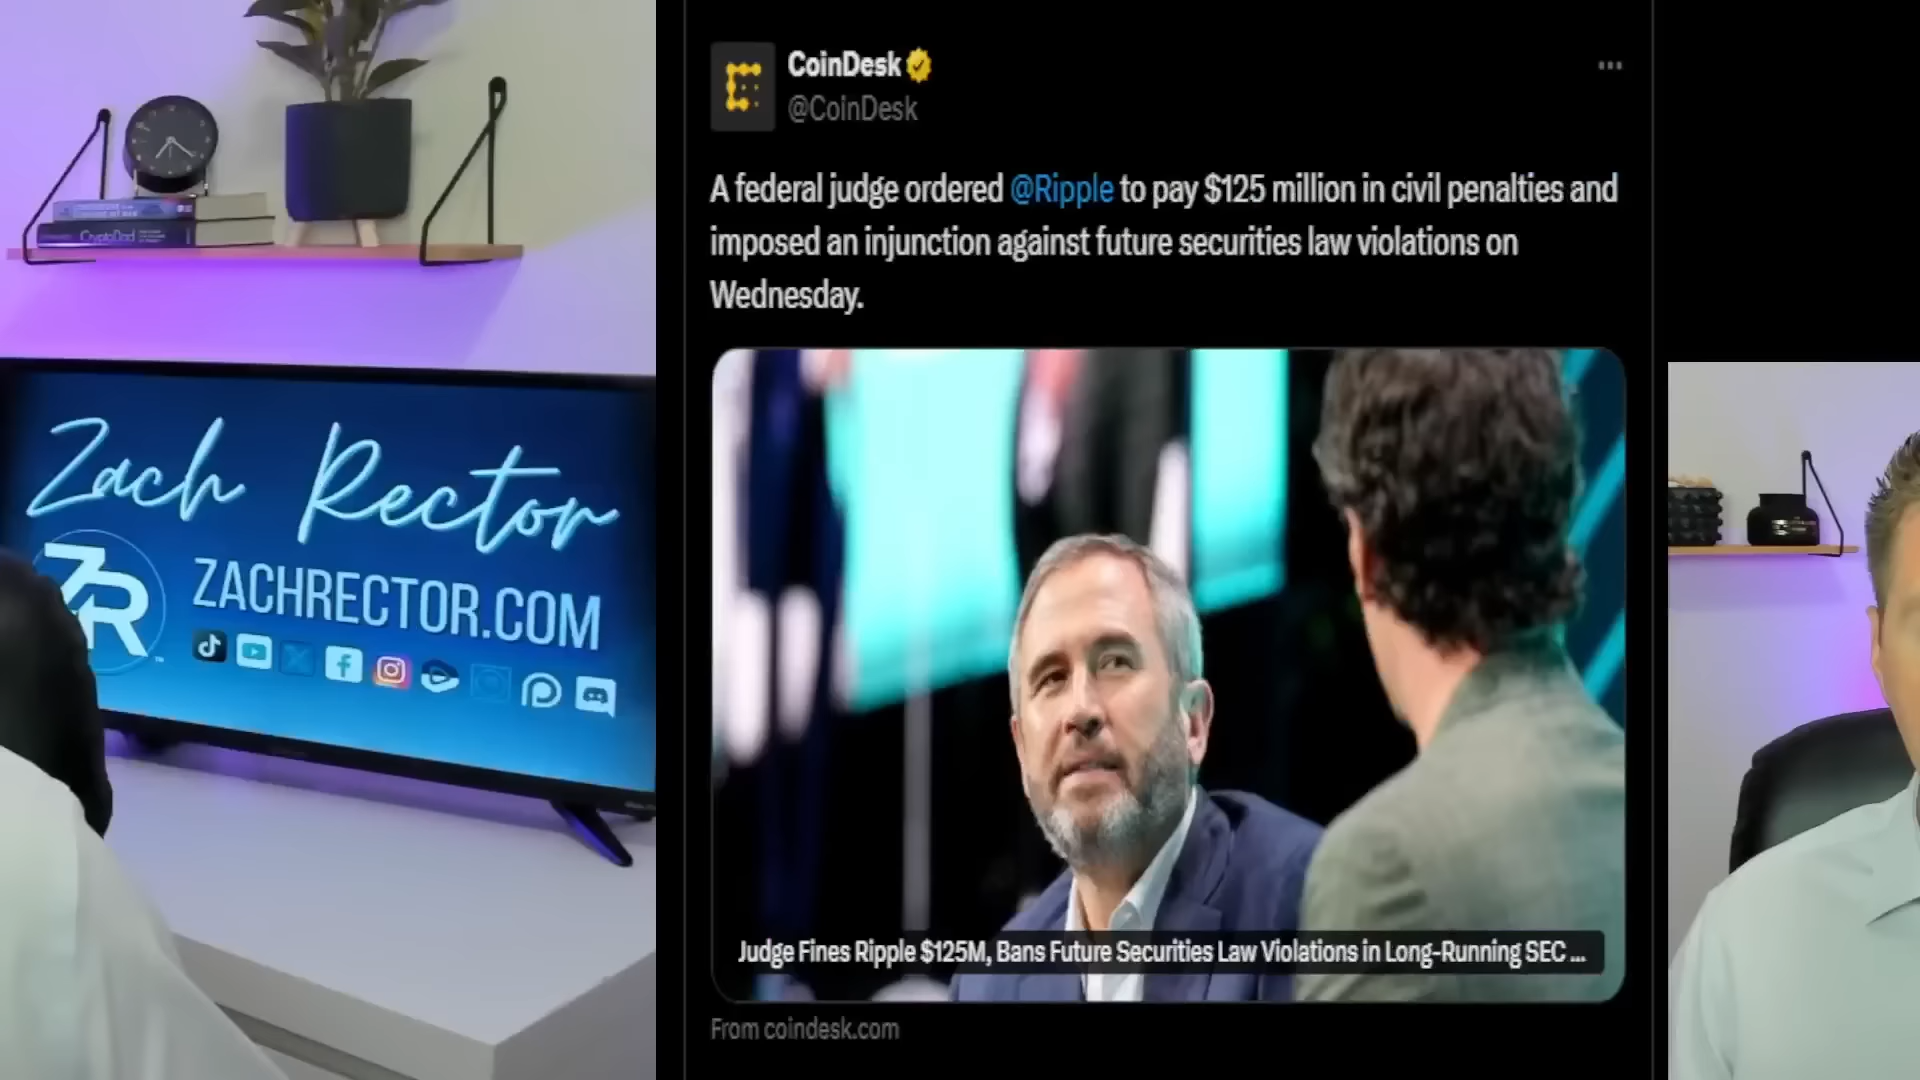 CoinDesk
@CoinDesk
A federal judge ordered @Ripple to pay $125 million in civil penalties and
imposed an injunction against future securities law violations on
Wednesday.
Judge Fines Ripple $125M, Bans Future Securities Law Violations in Long-Running SEC ...
From coindesk.com
CryptoDad
Zach Rector
ZR
ZACHRECTOR.COM